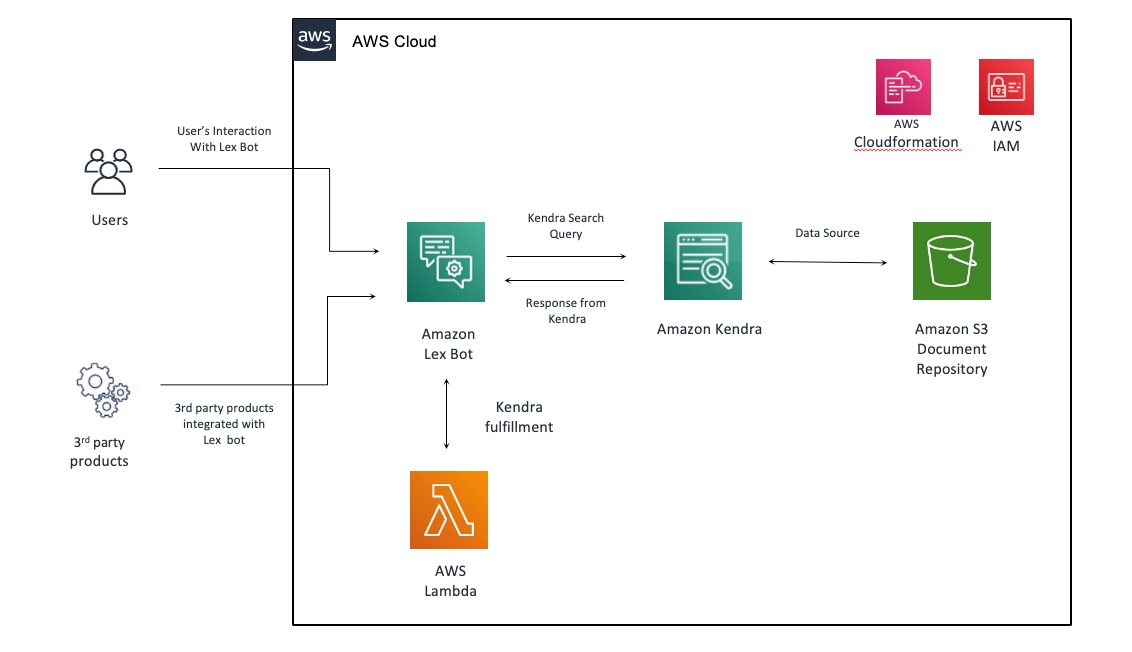 aws
AWS Cloud
AWS
Cloudformation
AWS
IAM
User's Interaction
With Lex Bot
Users
Kendra Search
Query
Data Source
Response from
Kendra
Amazon
Lex Bot
Amazon Kendra
Amazon S3
Document
Repository
3rd party products
integrated with
Lex bot
3rd party
products
Kendra
fulfillment
AWS
Lambda